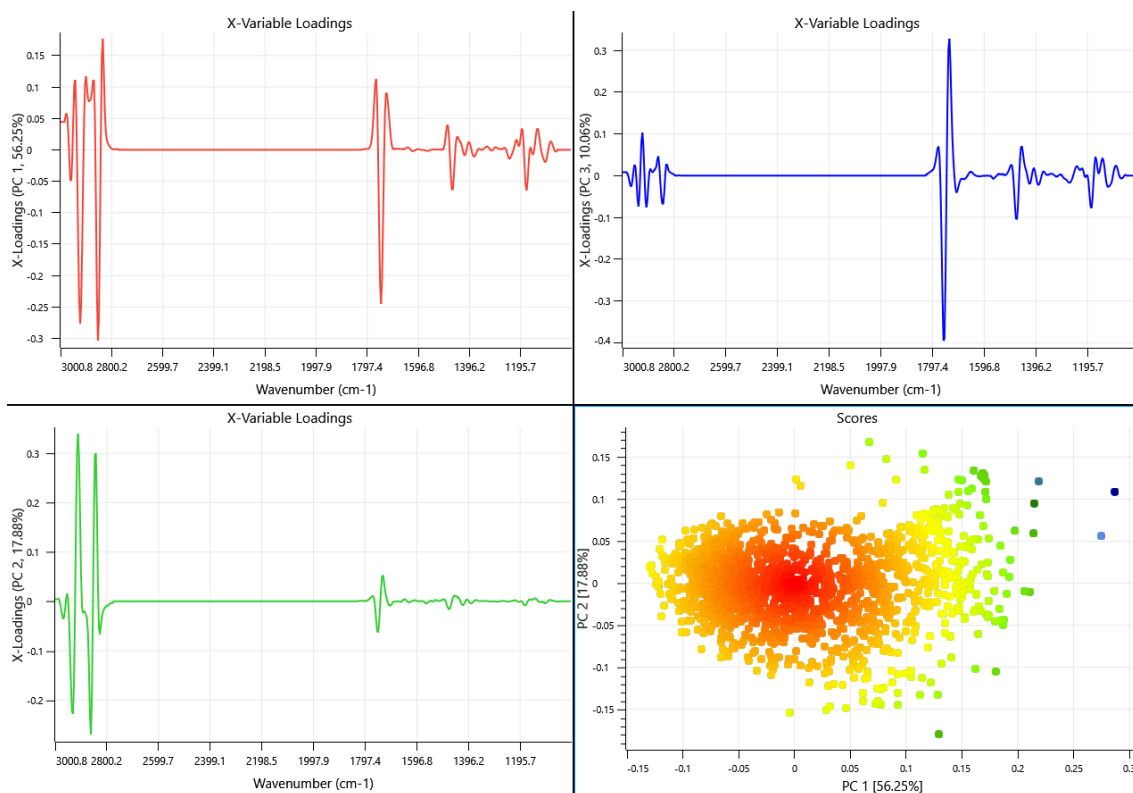 X-Variable Loadings
X-Loadings (PC 1, 56.25%)
0.15
0.1
0.05
0
-0.05
-0.1
-0.15
-0.2
-0.25
-0.3
3000.8 2800.2 2599.7 2399.1 2198.5 1997.9 1797.4 1596.8 1396.2 1195.7
Wavenumber (cm-1)
X-Variable Loadings
X-Loadings (PC 3, 10.06%)
0.3
0.2
0.1
0
-0.1
-0.2
-0.3
-0.4
3000.8 2800.2 2599.7 2399.1 2198.5 1997.9 1797.4 1596.8 1396.2 1195.7
Wavenumber (cm-1)
X-Variable Loadings
X-Loadings (PC 2, 17.88%)
0.3
0.2
0.1
0.0
-0.1
-0.2
3000.8 2800.2 2599.7 2399.1 2198.5 1997.9 1797.4 1596.8 1396.2 1195.7
Wavenumber (cm-1)
Scores
PC 2 [17.88%]
0.15
0.1
0.05
0
-0.05
-0.1
-0.15
-0.15 -0.1 -0.05 0 0.05 0.1 0.15 0.2 0.25 0.3
PC 1 [56.25%]